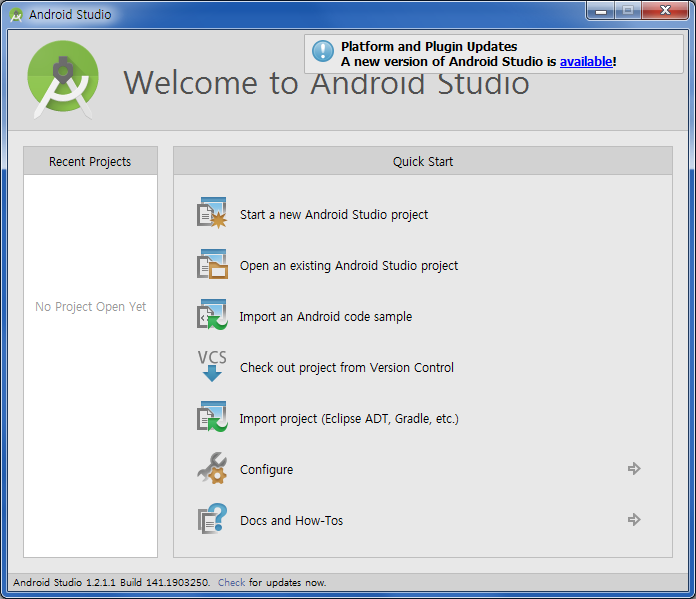 Android Studio
Platform and Plugin Updates
A new version of Android Studio is available!
Welcome to Android Studio
Recent Projects
No Project Open Yet
Quick Start
Start a new Android Studio project
Open an existing Android Studio project
Import an Android code sample
VCS
Check out project from Version Control
Import project (Eclipse ADT, Gradle, etc.)
Configure
Docs and How-Tos
Android Studio 1.2.1.1 Build 141.1903250. Check for updates now.